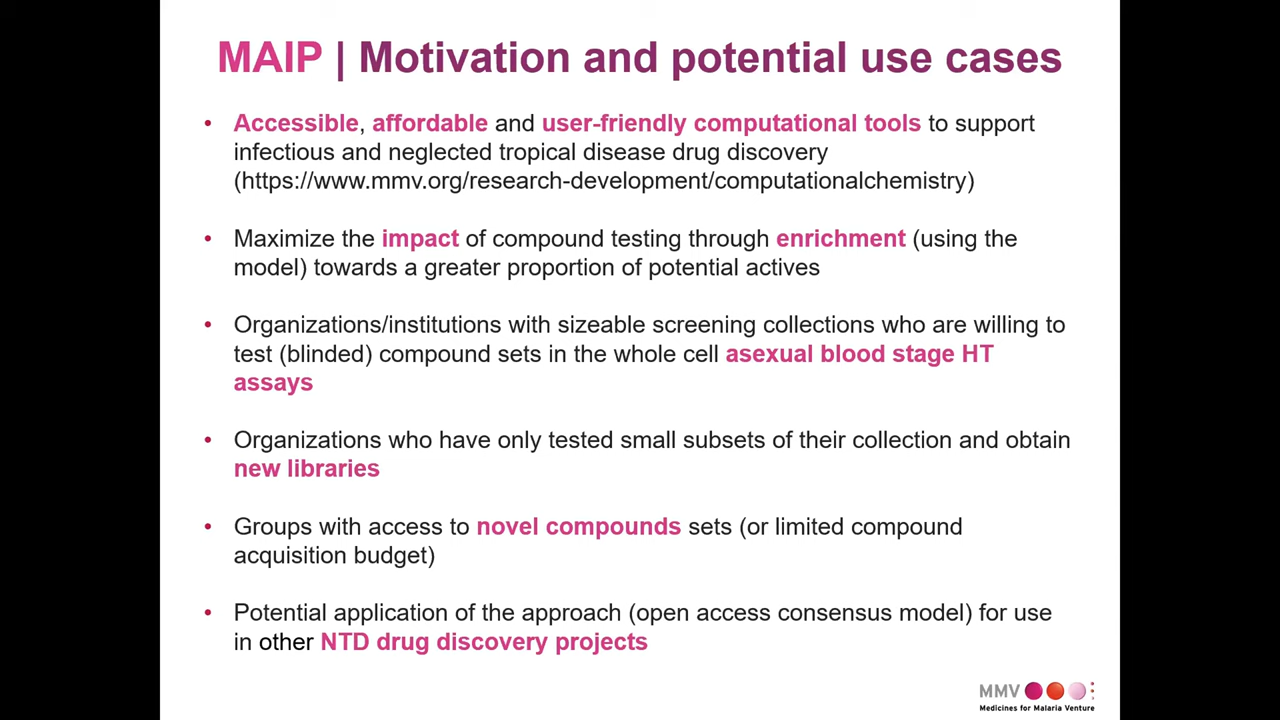 MAIP | Motivation and potential use cases
• Accessible, affordable and user-friendly computational tools to support
infectious and neglected tropical disease drug discovery
(https://www.mmv.org/research-development/computationalchemistry)
• Maximize the impact of compound testing through enrichment (using the
model) towards a greater proportion of potential actives
• Organizations/institutions with sizeable screening collections who are willing to
test (blinded) compound sets in the whole cell asexual blood stage HT
assays
• Organizations who have only tested small subsets of their collection and obtain
new libraries
• Groups with access to novel compounds sets (or limited compound
acquisition budget)
• Potential application of the approach (open access consensus model) for use
in other NTD drug discovery projects
MMV
Medicines for Malaria Venture